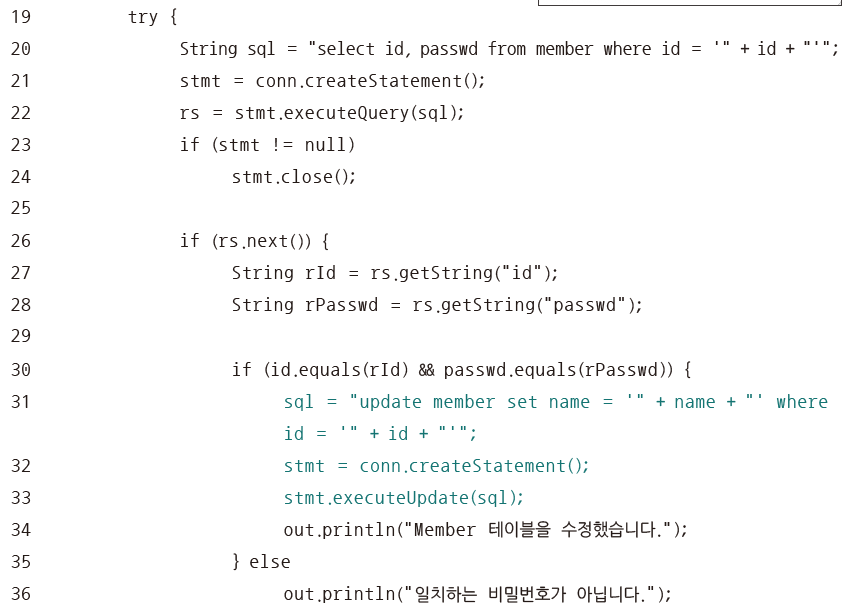 19 try {
20 String sql = "select id, passwd from member where id = '" + id + "'";
21 stmt = conn.createStatement();
22 rs = stmt.executeQuery(sql);
23 if (stmt != null)
24 stmt.close();
25
26 if (rs.next()) {
27 String rId = rs.getString("id");
28 String rPasswd = rs.getString("passwd");
29
30 if (id.equals(rId) && passwd.equals(rPasswd)) {
31 sql = "update member set name = '" + name + "' where
id = '" + id + "'";
32 stmt = conn.createStatement();
33 stmt.executeUpdate(sql);
34 out.println("Member 테이블을 수정했습니다.");
35 } else
36 out.println("일치하는 비밀번호가 아닙니다.");